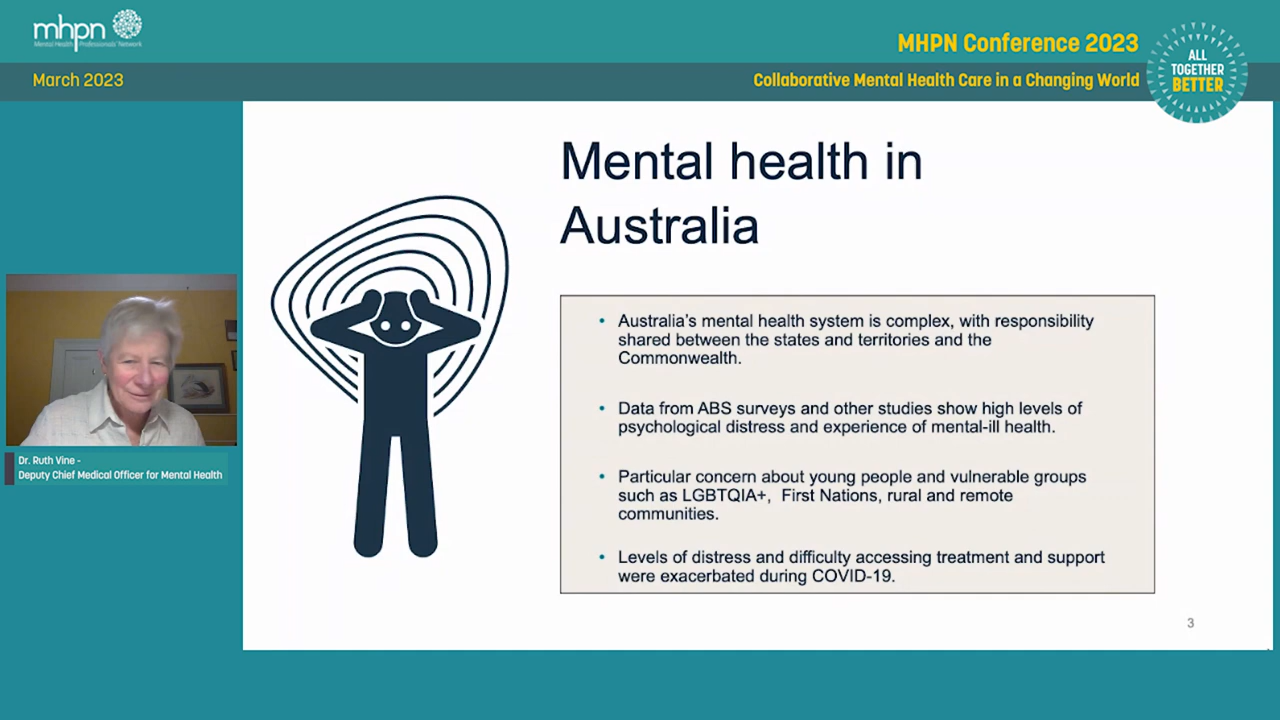 mhpn
Mental Health Professionals' Network
MHPN Conference 2023
March 2023
Collaborative Mental Health Care in a Changing World
ALL
TOGETHER
BETTER
Mental health in
Australia
• Australia's mental health system is complex, with responsibility
shared between the states and territories and the
Commonwealth.
• Data from ABS surveys and other studies show high levels of
psychological distress and experience of mental-ill health.
• Particular concern about young people and vulnerable groups
such as LGBTQIA+, First Nations, rural and remote
communities.
• Levels of distress and difficulty accessing treatment and support
were exacerbated during COVID-19.
Dr. Ruth Vine -
Deputy Chief Medical Officer for Mental Health
3